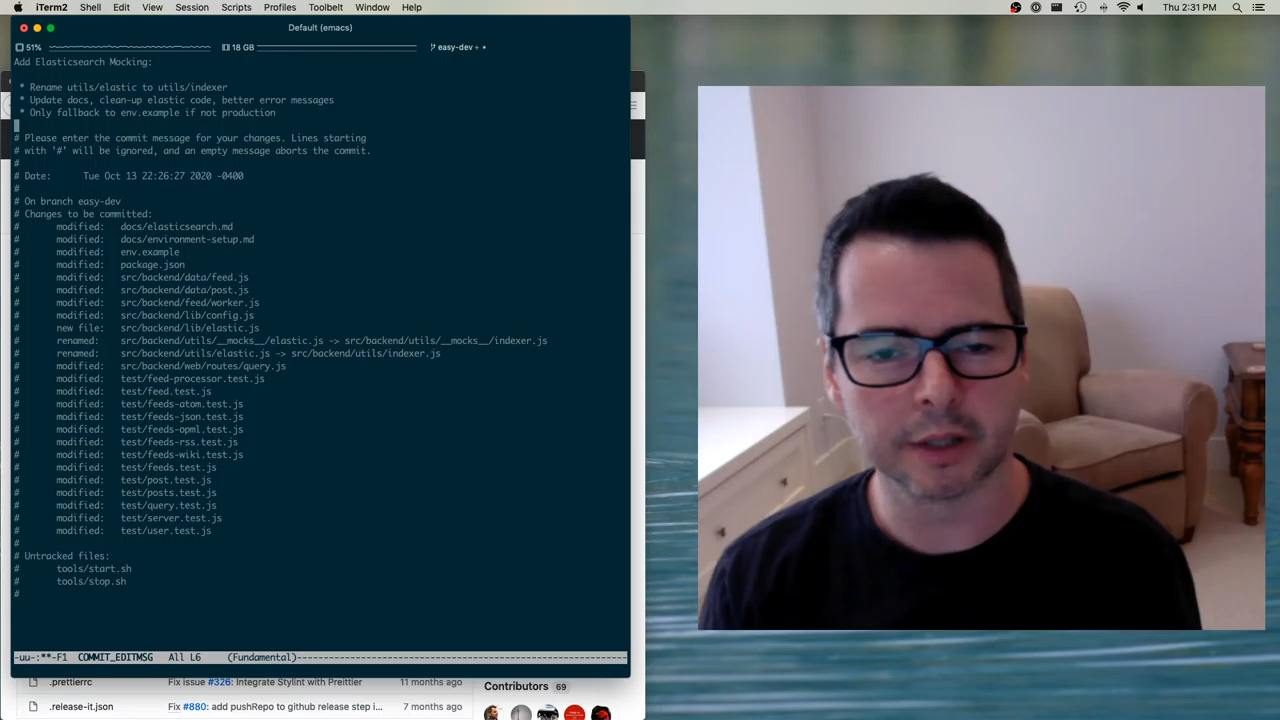 iTerm2 Shell Edit View Session Scripts Profiles Toolbelt Window Help
Thu 2:31 PM
Default (emacs)
51% 18 GB easy-dev + •
Add Elasticsearch Mocking:
* Rename utils/elastic to utils/indexer
* Update docs, clean-up elastic code, better error messages
* Only fallback to env.example if not production
# Please enter the commit message for your changes. Lines starting
# with '#' will be ignored, and an empty message aborts the commit.
#
# Date: Tue Oct 13 22:26:27 2020 -0400
#
# On branch easy-dev
# Changes to be committed:
# modified: docs/elasticsearch.md
# modified: docs/environment-setup.md
# modified: env.example
# modified: package.json
# modified: src/backend/data/feed.js
# modified: src/backend/data/post.js
# modified: src/backend/feed/worker.js
# modified: src/backend/lib/config.js
# new file: src/backend/lib/elastic.js
# renamed: src/backend/utils/__mocks__/elastic.js -> src/backend/utils/__mocks__/indexer.js
# renamed: src/backend/utils/elastic.js -> src/backend/utils/indexer.js
# modified: src/backend/web/routes/query.js
# modified: test/feed-processor.test.js
# modified: test/feed.test.js
# modified: test/feeds-atom.test.js
# modified: test/feeds-json.test.js
# modified: test/feeds-opml.test.js
# modified: test/feeds-rss.test.js
# modified: test/feeds-wiki.test.js
# modified: test/feeds.test.js
# modified: test/post.test.js
# modified: test/posts.test.js
# modified: test/query.test.js
# modified: test/server.test.js
# modified: test/user.test.js
#
# Untracked files:
# tools/start.sh
# tools/stop.sh
#
-uu-:**-F1 COMMIT_EDITMSG All L6 (Fundamental)-----------------------------------------------------------
.prettierrc Fix issue #326: Integrate Stylint with Preittier 11 months ago
Contributors 69
.release-it.json Fix #880: add pushRepo to github release step i... 7 months ago